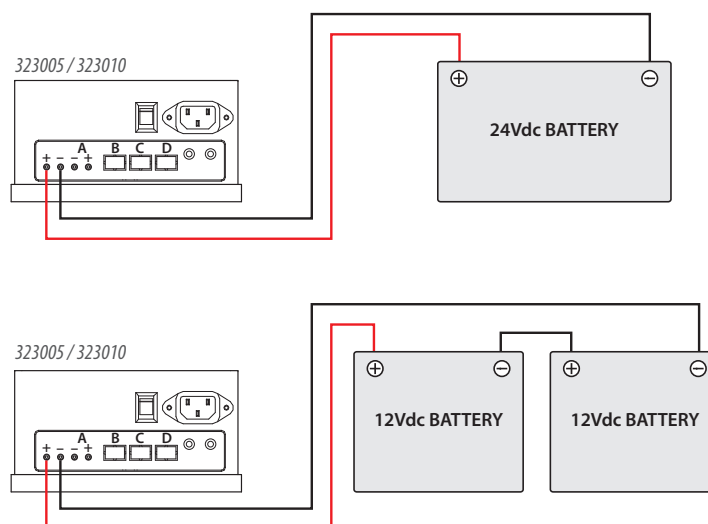 323005 / 323010
A B C D
+ − − +
+ −
24Vdc BATTERY
323005 / 323010
A B C D
+ − − +
+ − + −
12Vdc BATTERY 12Vdc BATTERY